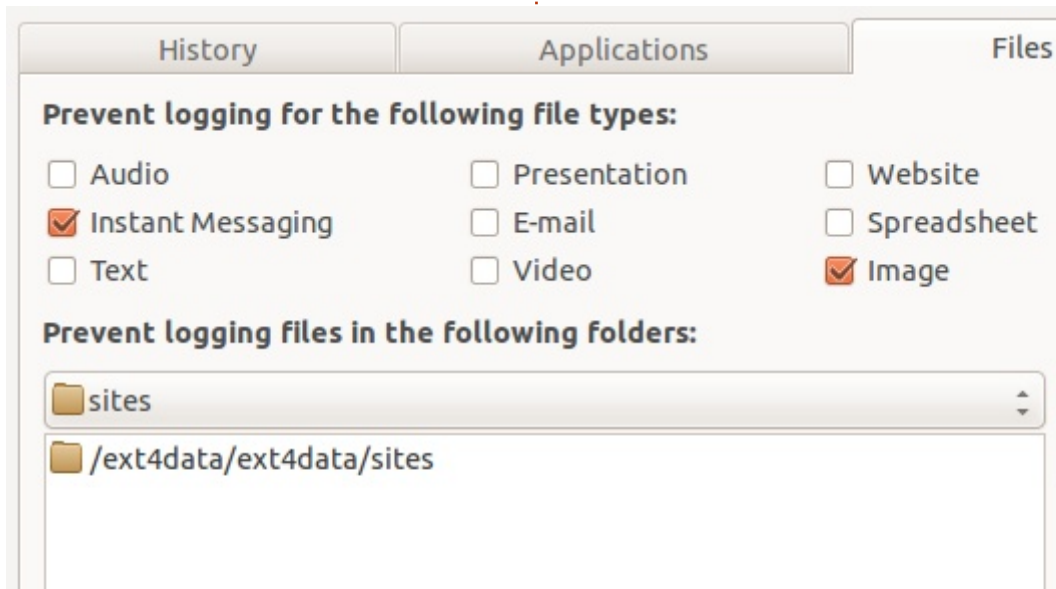 History Applications Files
Prevent logging for the following file types:
Audio Presentation Website
Instant Messaging E-mail Spreadsheet
Text Video Image
Prevent logging files in the following folders:
sites
/ext4data/ext4data/sites